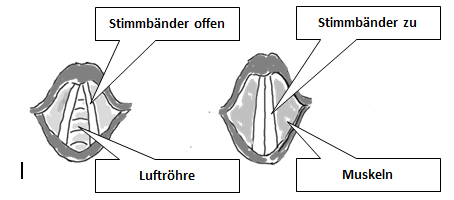 Stimmbänder offen
Stimmbänder zu
Luftröhre
Muskeln